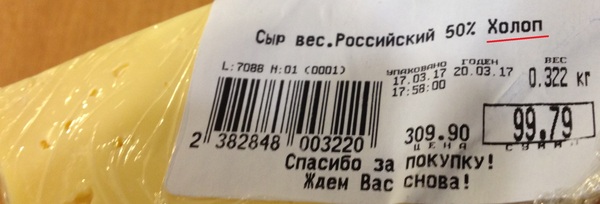 Сыр вес.Российский 50% Холоп
L:7088 M:01 (0001)
УПАКОВАНО ГОДЕН ВЕС
17.03.17 20.03.17 0.322 кг
17:58:00
2 382848 003220
309.90 99.79
ЦЕНА СУММА
Спасибо за покупку!
Ждем Вас снова!